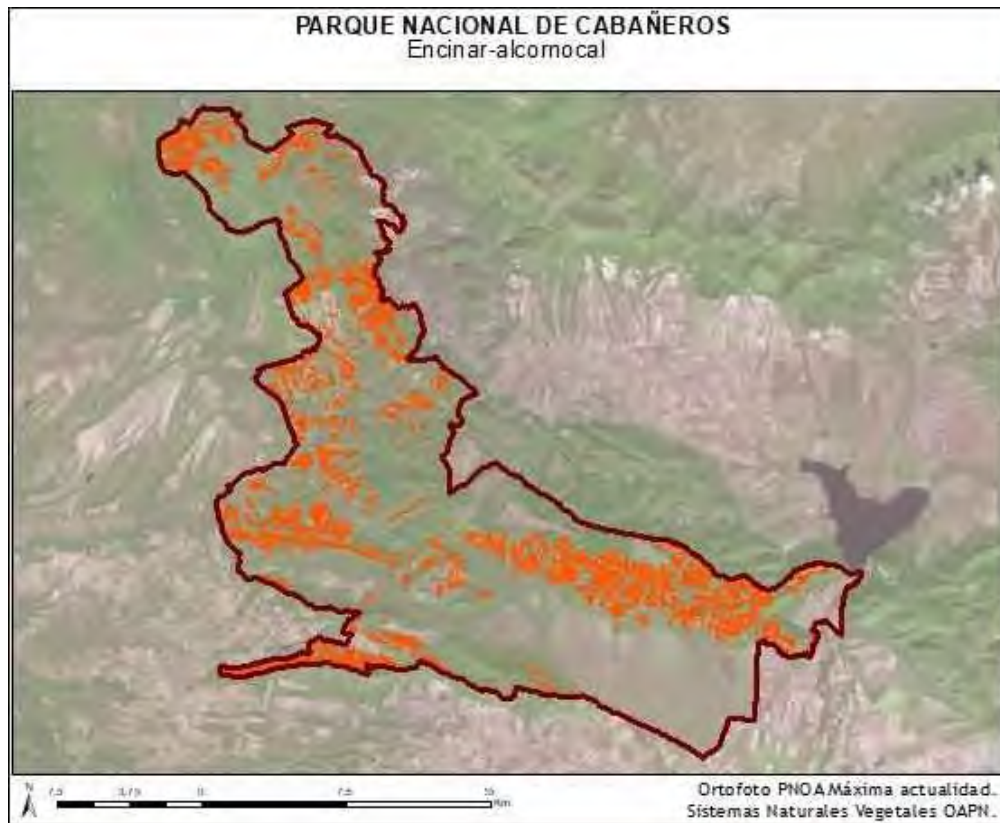 PARQUE NACIONAL DE CABAÑEROS
Encinar-alcornocal
N 7,5 3,75 0 7,5 Km
Ortofoto PNOA Máxima actualidad.
Sistemas Naturales Vegetales OAPN.